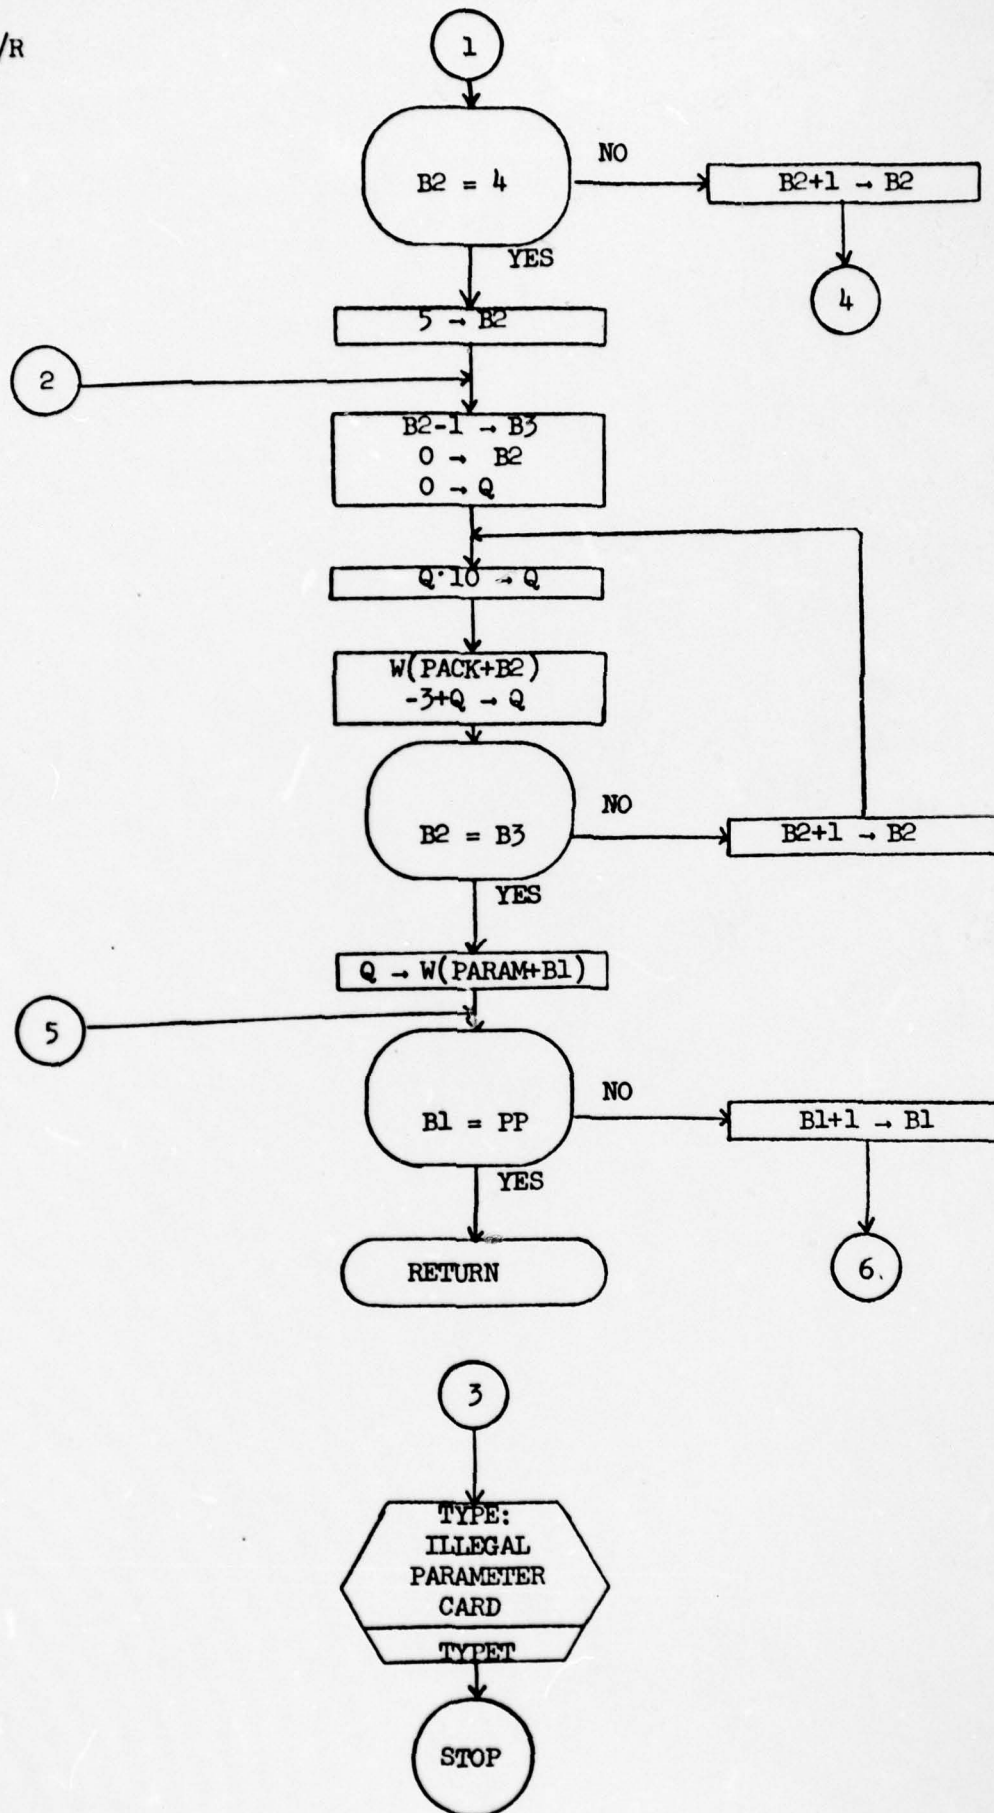 /R
1
B2 = 4
NO
B2+1 → B2
YES
4
5 → B2
2
B2-1 → B3
0 → B2
0 → Q
Q·10 → Q
W(PACK+B2)
-3+Q → Q
B2 = B3
NO
B2+1 → B2
YES
Q → W(PARAM+B1)
5
B1 = PP
NO
B1+1 → B1
YES
RETURN
6.
3
TYPE:
ILLEGAL
PARAMETER
CARD
TYPET
STOP